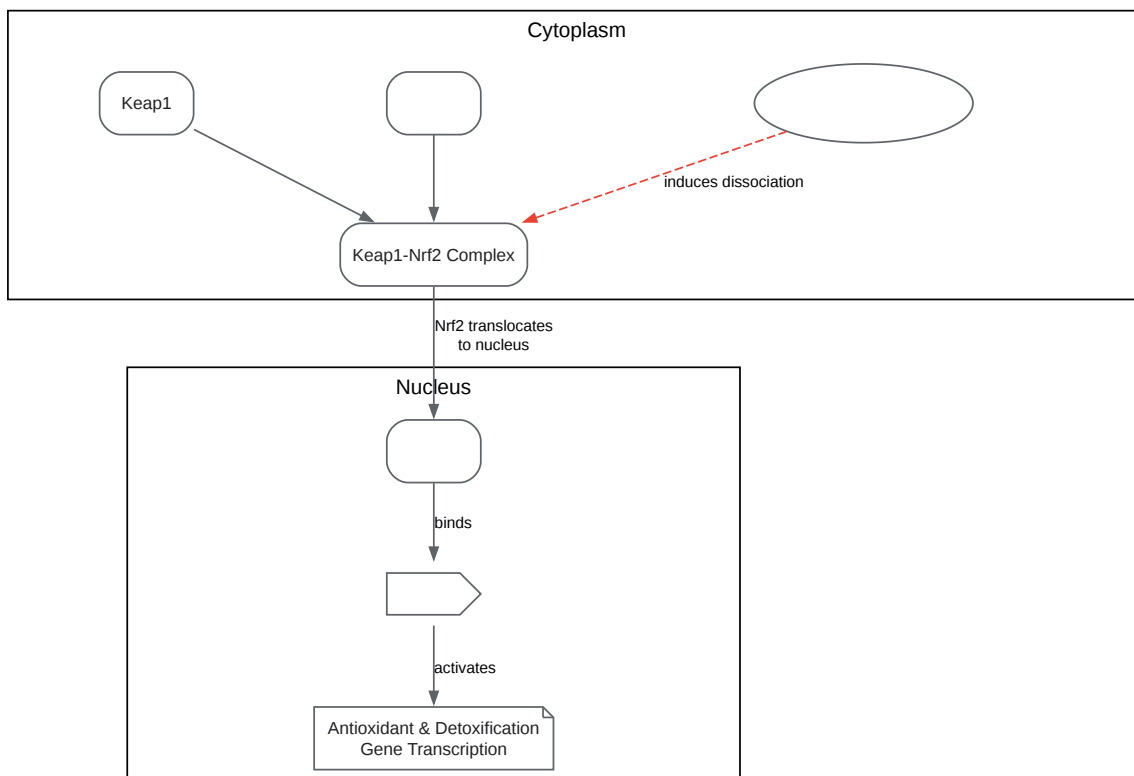 Cytoplasm
Keap1
induces dissociation
Keap1-Nrf2 Complex
Nrf2 translocates
to nucleus
Nucleus
binds
activates
Antioxidant & Detoxification
Gene Transcription